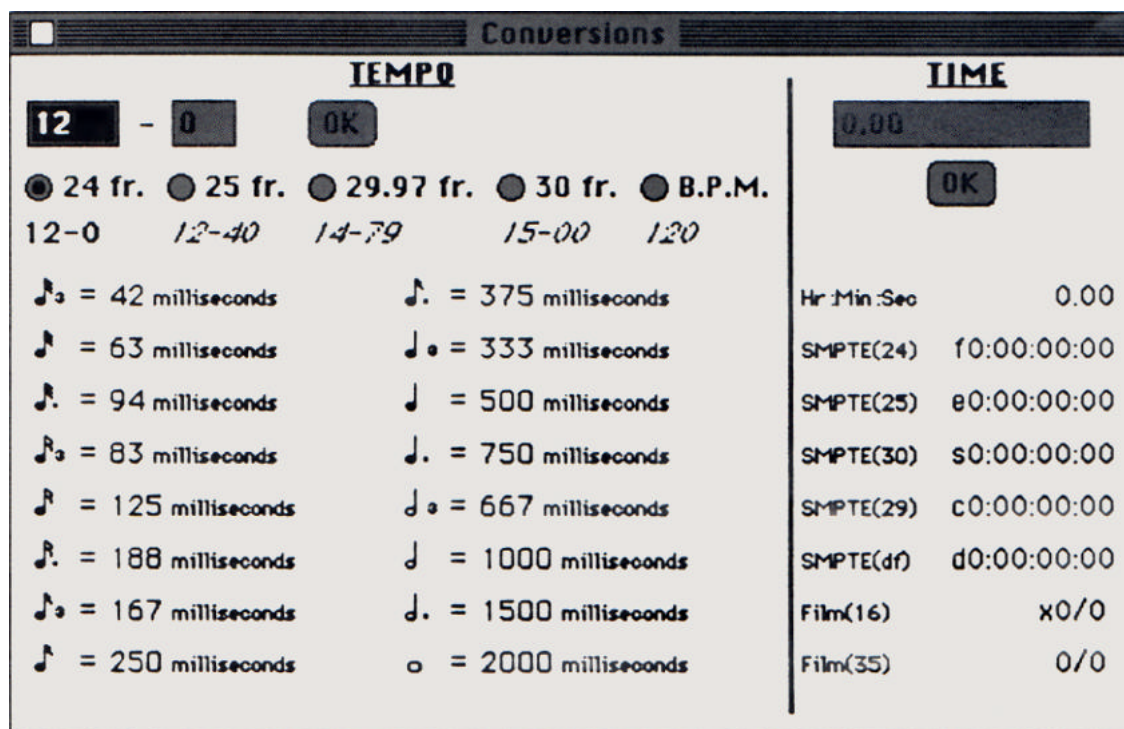 Conversions
TEMPO
12 - 0 OK
24 fr. 25 fr. 29.97 fr. 30 fr. B.P.M.
12-0 12-40 14-79 15-00 120
3 = 42 milliseconds
= 63 milliseconds
. = 94 milliseconds
3 = 83 milliseconds
= 125 milliseconds
. = 188 milliseconds
3 = 167 milliseconds
= 250 milliseconds
. = 375 milliseconds
3 = 333 milliseconds
= 500 milliseconds
. = 750 milliseconds
3 = 667 milliseconds
= 1000 milliseconds
. = 1500 milliseconds
= 2000 milliseconds
TIME
0.00
OK
Hr:Min:Sec 0.00
SMPTE(24) f0:00:00:00
SMPTE(25) e0:00:00:00
SMPTE(30) s0:00:00:00
SMPTE(29) c0:00:00:00
SMPTE(df) d0:00:00:00
Film(16) x0/0
Film(35) 0/0